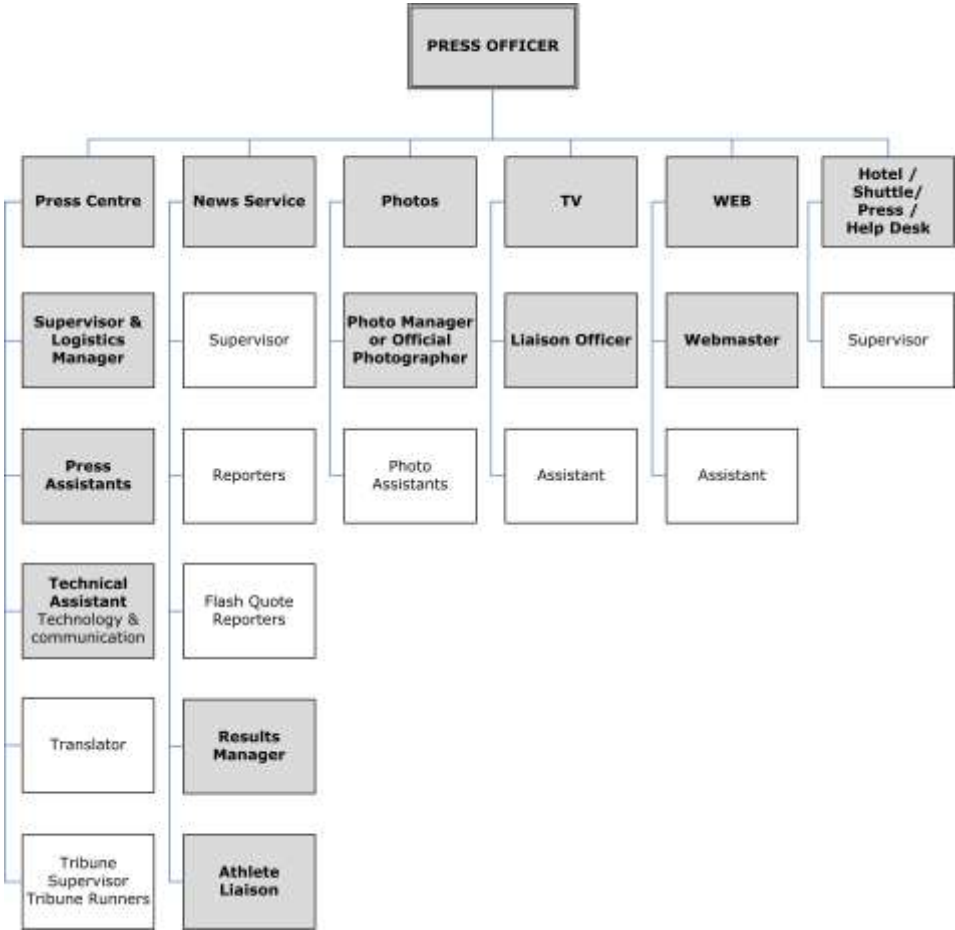 PRESS OFFICER
Press Centre
News Service
Photos
TV
WEB
Hotel /
Shuttle/
Press /
Help Desk
Supervisor &
Logistics
Manager
Supervisor
Photo Manager
or Official
Photographer
Liaison Officer
Webmaster
Supervisor
Press
Assistants
Reporters
Photo
Assistants
Assistant
Assistant
Technical
Assistant
Technology &
communication
Flash Quote
Reporters
Translator
Results
Manager
Tribune
Supervisor
Tribune Runners
Athlete
Liaison